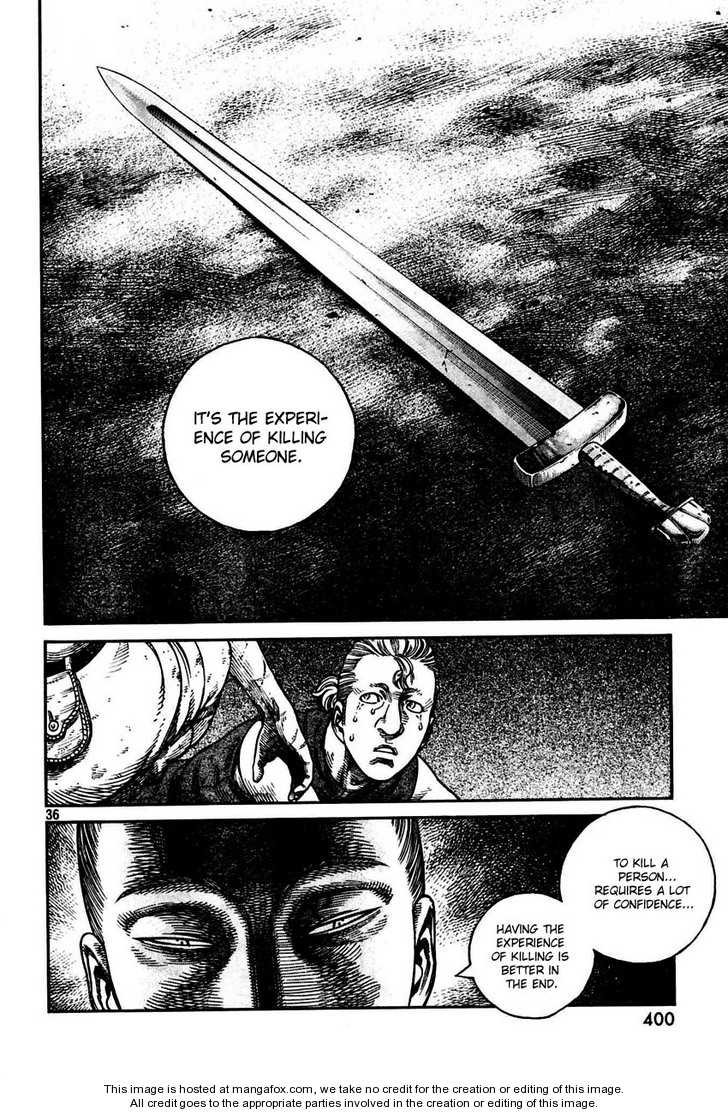 IT'S THE EXPERI-
ENCE OF KILLING
SOMEONE.
36
TO KILL A
PERSON...
REQUIRES A LOT
OF CONFIDENCE...
HAVING THE
EXPERIENCE
OF KILLING IS
BETTER IN
THE END.
400
This image is hosted at mangafox.com, we take no credit for the creation or editing of this image.
All credit goes to the appropriate parties involved in the creation or editing of this image.